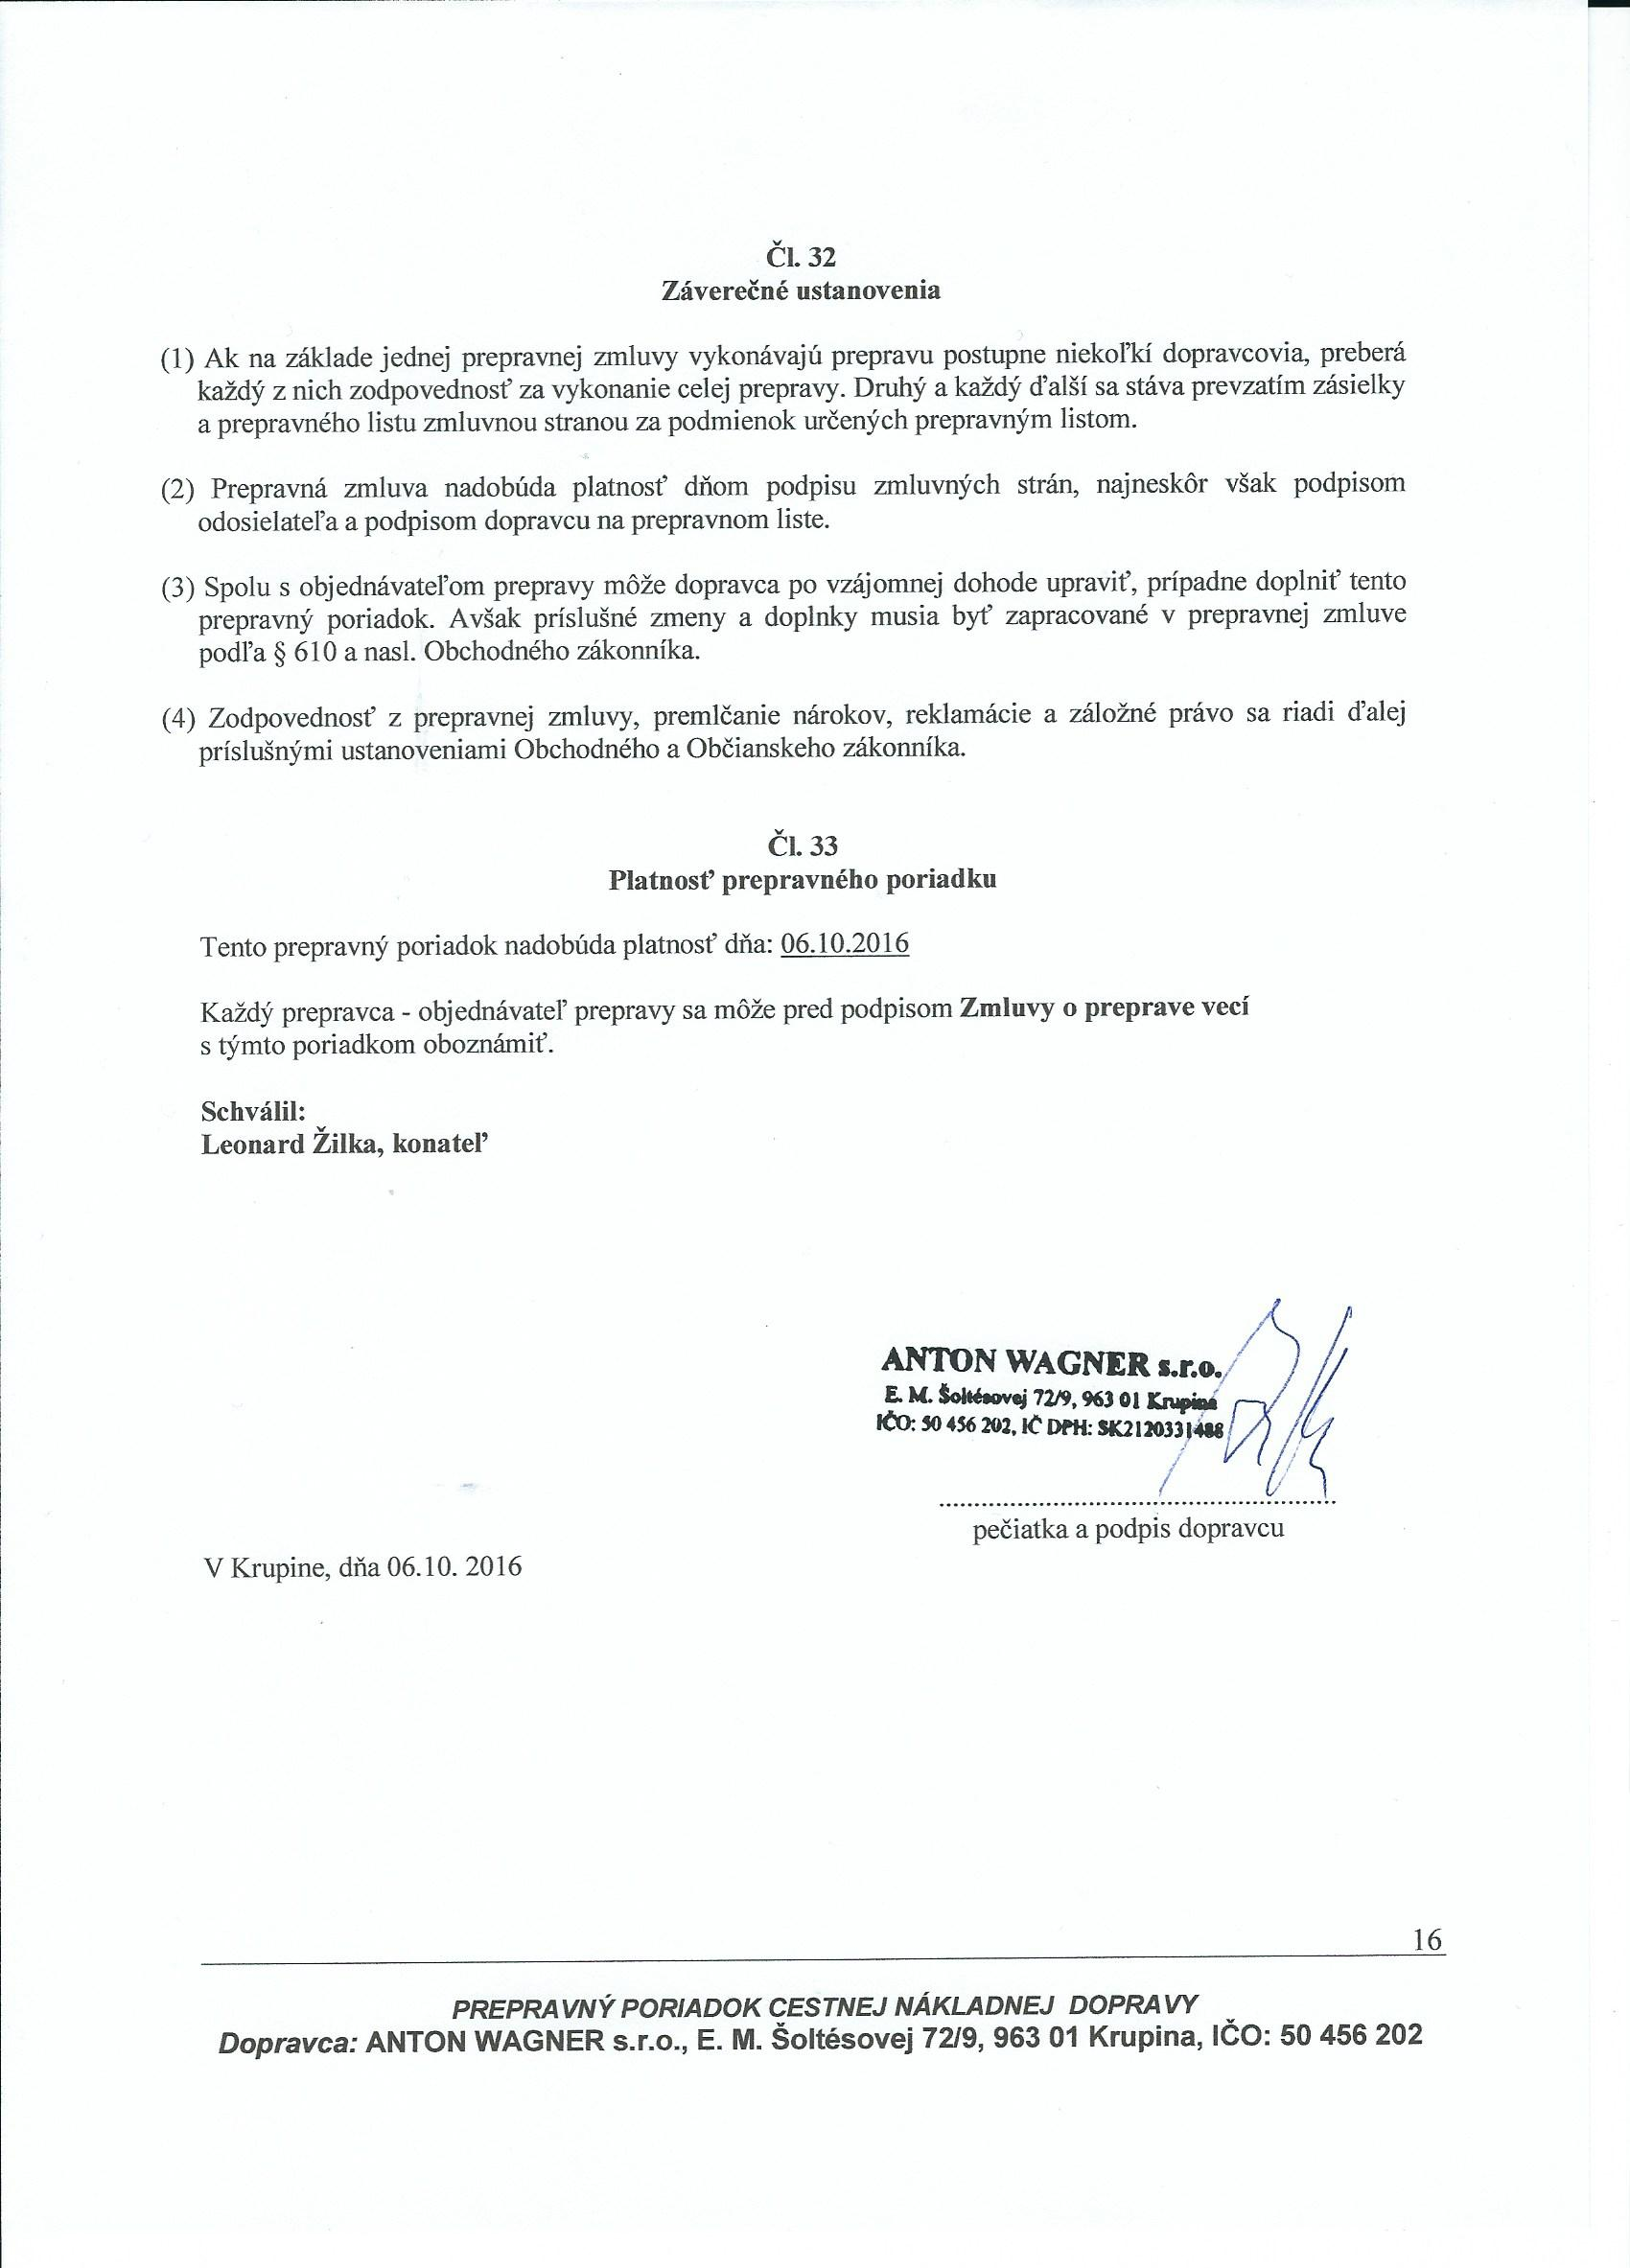 Čl. 32
Záverečné ustanovenia
(1) Ak na základe jednej prepravnej zmluvy vykonávajú prepravu postupne niekoľkí dopravcovia, preberá
každý z nich zodpovednosť za vykonanie celej prepravy. Druhý a každý ďalší sa stáva prevzatím zásielky
a prepravného listu zmluvnou stranou za podmienok určených prepravným listom.
(2) Prepravná zmluva nadobúda platnosť dňom podpisu zmluvných strán, najneskôr však podpisom
odosielateľa a podpisom dopravcu na prepravnom liste.
(3) Spolu s objednávateľom prepravy môže dopravca po vzájomnej dohode upraviť, prípadne doplniť tento
prepravný poriadok. Avšak príslušné zmeny a doplnky musia byť zapracované v prepravnej zmluve
podľa § 610 a nasl. Obchodného zákonníka.
(4) Zodpovednosť z prepravnej zmluvy, premlčanie nárokov, reklamácie a záložné právo sa riadi ďalej
príslušnými ustanoveniami Obchodného a Občianskeho zákonníka.
Čl. 33
Platnosť prepravného poriadku
Tento prepravný poriadok nadobúda platnosť dňa: 06.10.2016
Každý prepravca - objednávateľ prepravy sa môže pred podpisom Zmluvy o preprave vecí
s týmto poriadkom oboznámiť.
Schválil:
Leonard Žilka, konateľ
ANTON WAGNER s.r.o.
E. M. Šoltésovej 72/9, 963 01 Krupina
IČO: 50 456 202, IČ DPH: SK2120331488
pečiatka a podpis dopravcu
V Krupine, dňa 06.10. 2016
16
PREPRAVNÝ PORIADOK CESTNEJ NÁKLADNEJ DOPRAVY
Dopravca: ANTON WAGNER s.r.o., E. M. Šoltésovej 72/9, 963 01 Krupina, IČO: 50 456 202